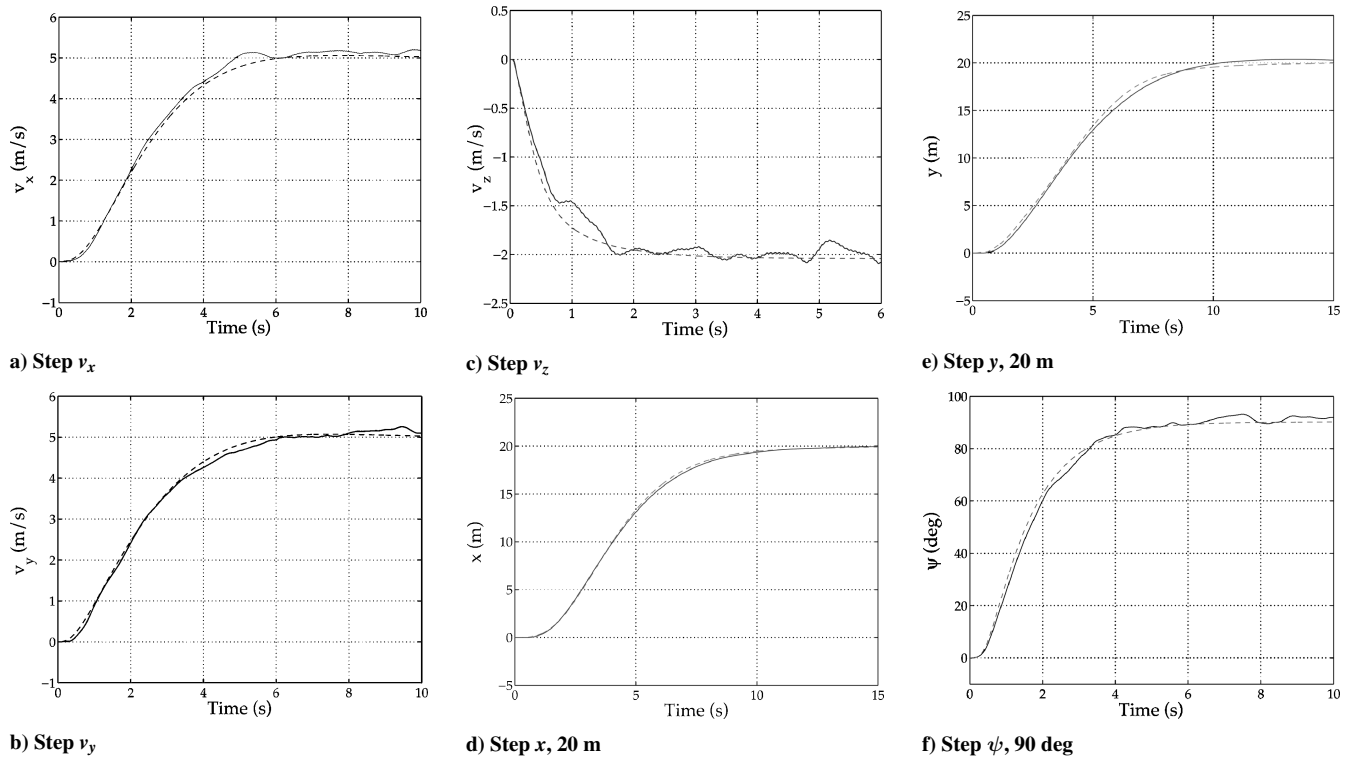 6
5
4
3
2
1
0
−1
v_x (m/s)
0 2 4 6 8 10
Time (s)
a) Step v_x
6
5
4
3
2
1
0
−1
v_y (m/s)
0 2 4 6 8 10
Time (s)
b) Step v_y
0.5
0
−0.5
−1
−1.5
−2
−2.5
v_z (m/s)
0 1 2 3 4 5 6
Time (s)
c) Step v_z
25
20
15
10
5
0
−5
x (m)
0 5 10 15
Time (s)
d) Step x, 20 m
25
20
15
10
5
0
−5
y (m)
0 5 10 15
Time (s)
e) Step y, 20 m
100
80
60
40
20
0
ψ (deg)
0 2 4 6 8 10
Time (s)
f) Step ψ, 90 deg